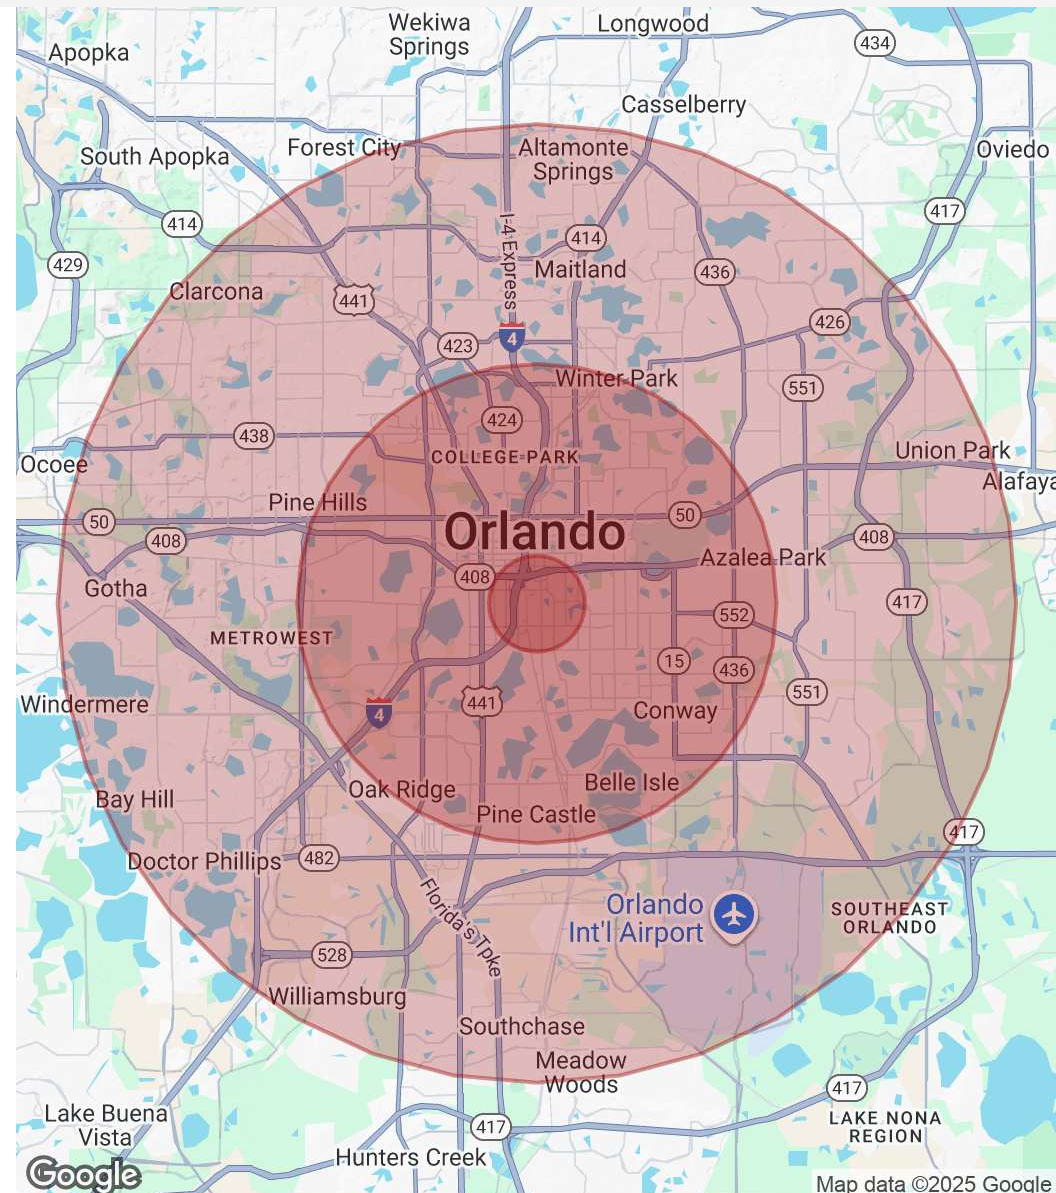 Wekiwa
Springs
Longwood
434
Apopka
Casselberry
Forest City
Altamonte
Springs
Oviedo
South Apopka
414
417
I-4 Express
414
429
Maitland
436
Clarcona
441
426
423
4
Winter Park
551
424
438
COLLEGE PARK
Union Park
Ocoee
Alafaya
Pine Hills
50
50
Orlando
408
408
Azalea Park
408
Gotha
417
552
METROWEST
15
436
551
Windermere
441
Conway
4
Belle Isle
Oak Ridge
Bay Hill
Pine Castle
417
Doctor Phillips
482
Florida's Tpke
Orlando
Int'l Airport
SOUTHEAST
ORLANDO
528
Williamsburg
Southchase
Meadow
Woods
417
Lake Buena
Vista
417
LAKE NONA
REGION
Hunters Creek
Google
Map data ©2025 Google